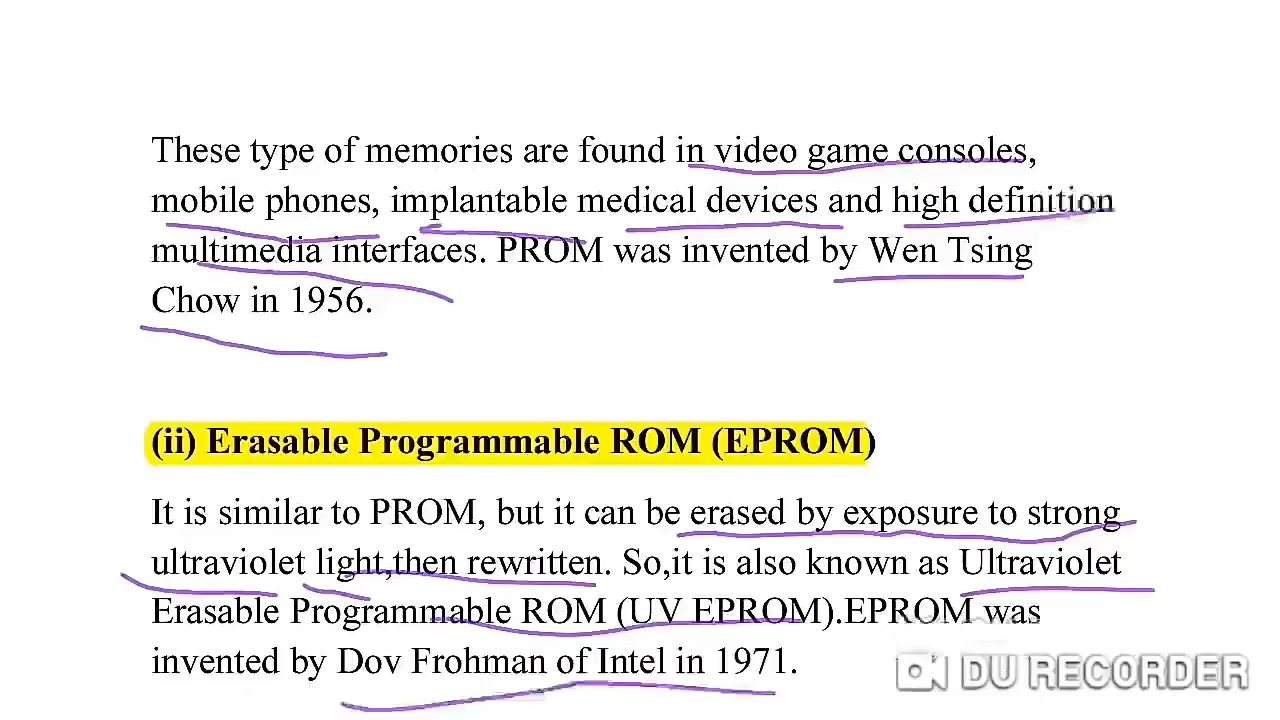 These type of memories are found in video game consoles,
mobile phones, implantable medical devices and high definition
multimedia interfaces. PROM was invented by Wen Tsing
Chow in 1956.
(ii) Erasable Programmable ROM (EPROM)
It is similar to PROM, but it can be erased by exposure to strong
ultraviolet light,then rewritten. So,it is also known as Ultraviolet
Erasable Programmable ROM (UV EPROM).EPROM was
invented by Dov Frohman of Intel in 1971.
DU RECORDER